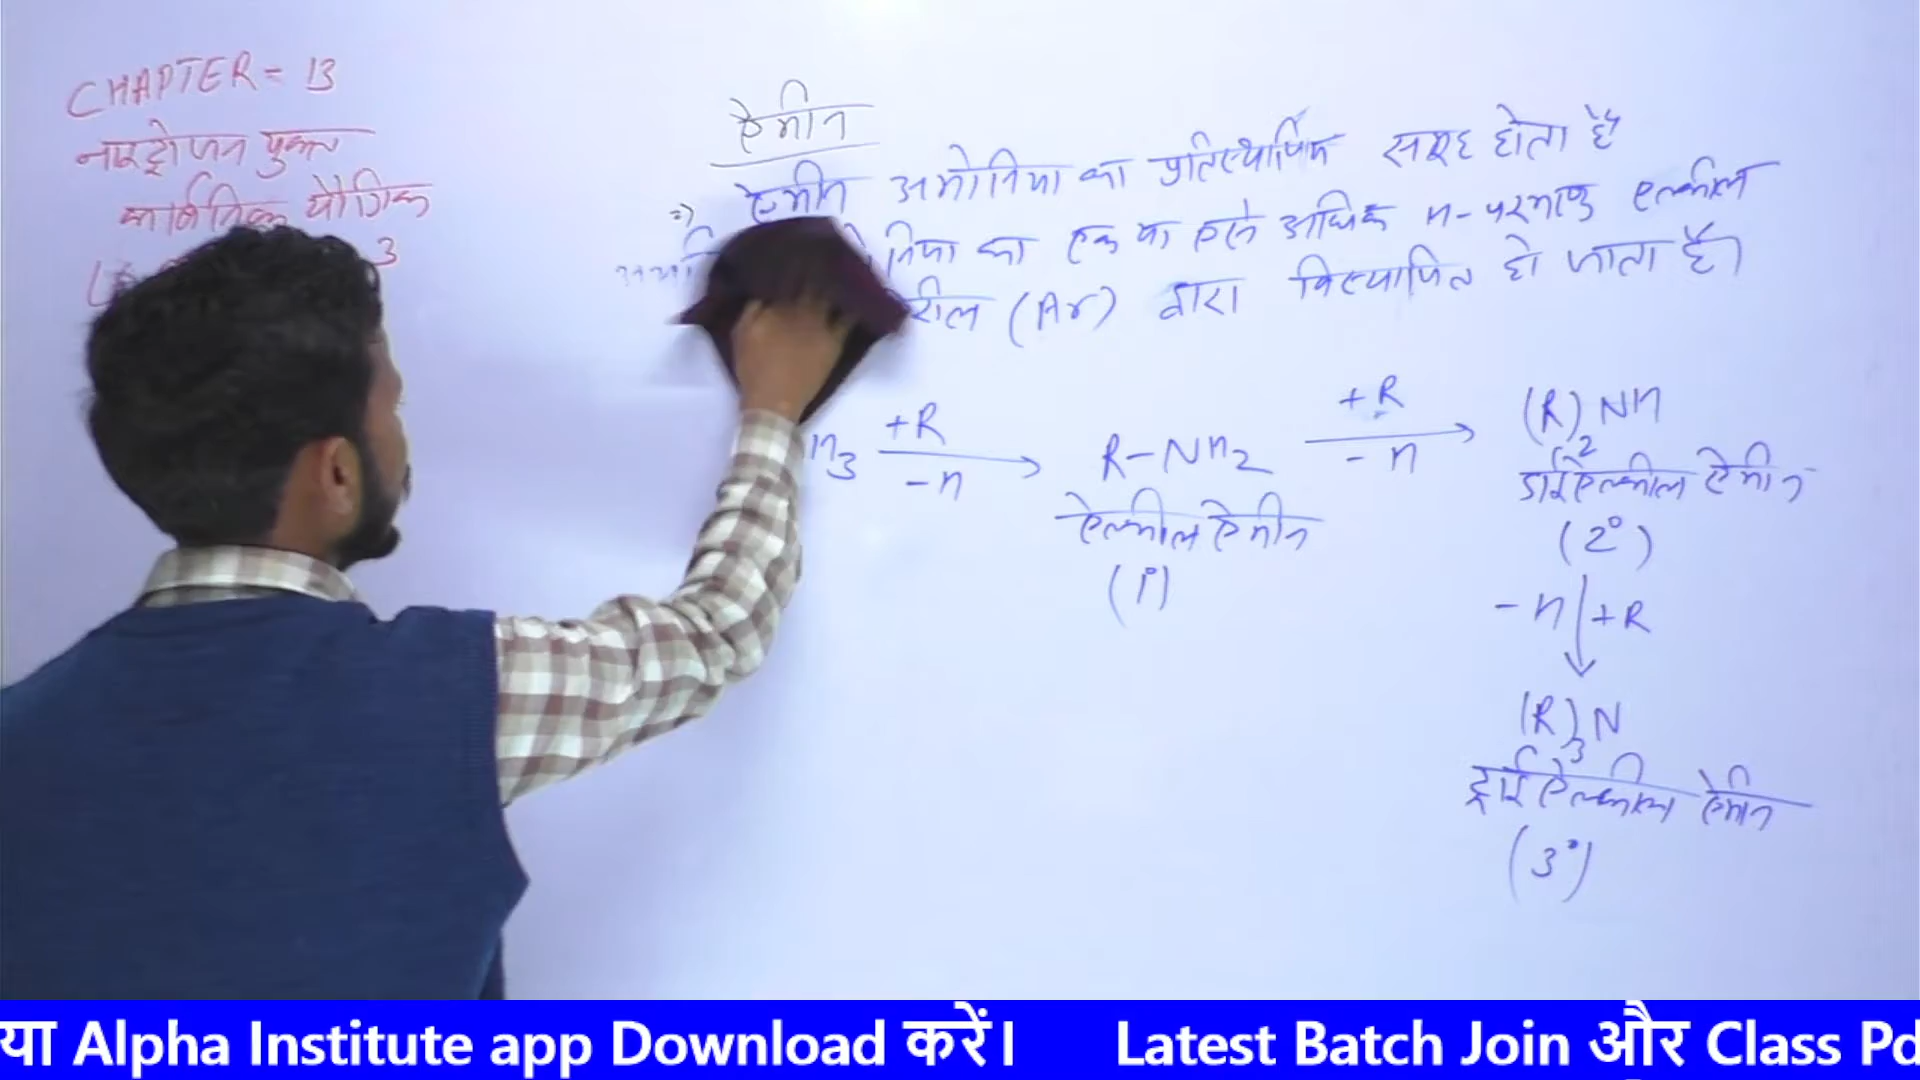 CHAPTER = 13
नाइट्रोजन युक्त
कार्बनिक यौगिक
3
ऐमीन
=> ऐमीन अमोनिया का प्रतिस्थापित समूह होता है
निया का एक या एक से अधिक H-परमाणु एल्कील
रील (Ar) द्वारा विस्थापित हो जाता है।
H3 +R -H → R-NH2 +R -H → (R)2NH
ऐल्कील ऐमीन
डाईऐल्कील ऐमीन
(1°)
(2°)
-H ↓ +R
(R)3N
ट्राई ऐल्कील ऐमीन
(3°)
या Alpha Institute app Download करें। Latest Batch Join और Class Pd